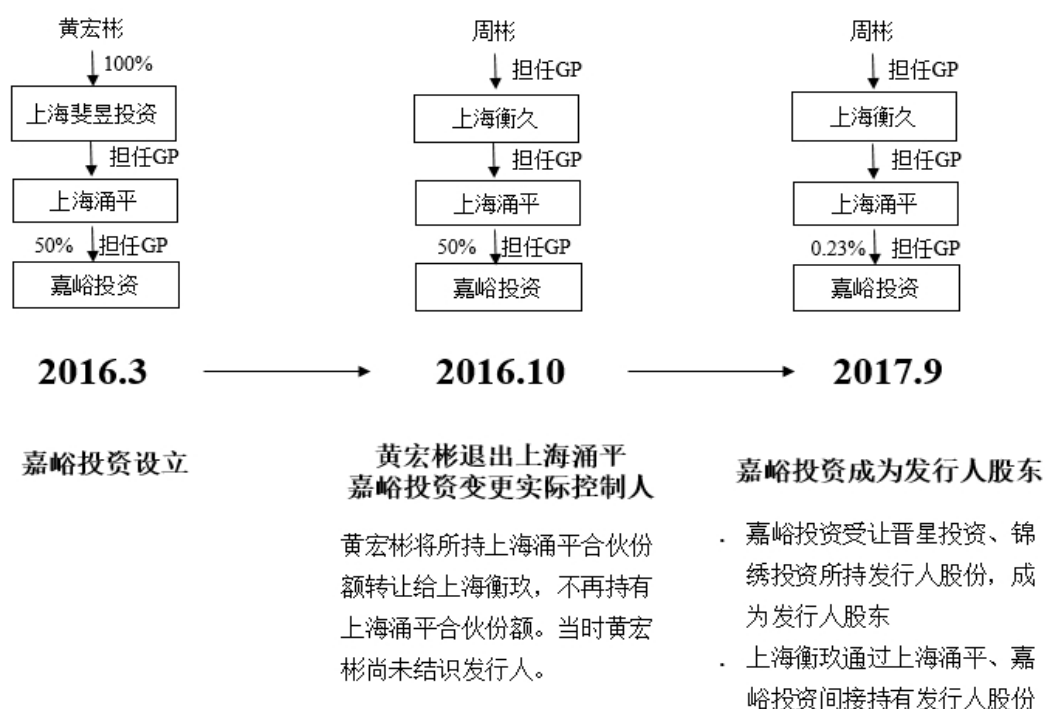 黄宏彬
100%
上海斐昱投资
担任GP
上海涌平
50% 担任GP
嘉峪投资
周彬
担任GP
上海衡久
担任GP
上海涌平
50% 担任GP
嘉峪投资
周彬
担任GP
上海衡久
担任GP
上海涌平
0.23% 担任GP
嘉峪投资
2016.3
2016.10
2017.9
嘉峪投资设立
黄宏彬退出上海涌平
嘉峪投资变更实际控制人
黄宏彬将所持上海涌平合伙份
额转让给上海衡玖，不再持有
上海涌平合伙份额。当时黄宏
彬尚未结识发行人。
嘉峪投资成为发行人股东
. 嘉峪投资受让晋星投资、锦
绣投资所持发行人股份，成
为发行人股东
. 上海衡玖通过上海涌平、嘉
峪投资间接持有发行人股份